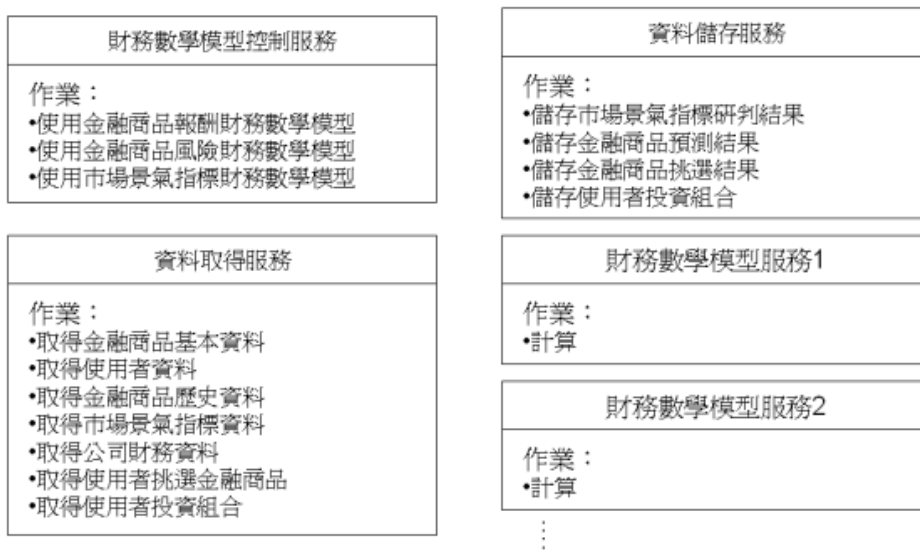 財務數學模型控制服務
作業：
•使用金融商品報酬財務數學模型
•使用金融商品風險財務數學模型
•使用市場景氣指標財務數學模型
資料取得服務
作業：
•取得金融商品基本資料
•取得使用者資料
•取得金融商品歷史資料
•取得市場景氣指標資料
•取得公司財務資料
•取得使用者挑選金融商品
•取得使用者投資組合
資料儲存服務
作業：
•儲存市場景氣指標研判結果
•儲存金融商品預測結果
•儲存金融商品挑選結果
•儲存使用者投資組合
財務數學模型服務1
作業：
•計算
財務數學模型服務2
作業：
•計算